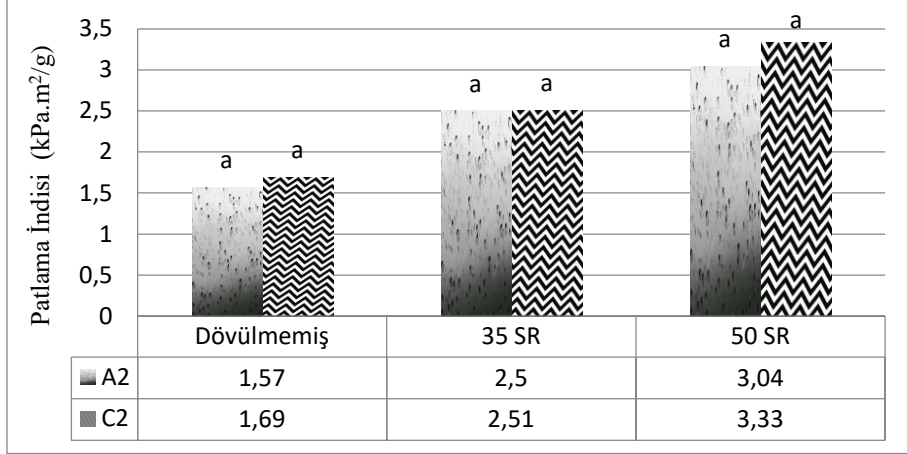 Patlama İndisi (kPa.m²/g)
3,5
3
2,5
2
1,5
1
0,5
0
a a
a a
a a
Dövülmemiş 35 SR 50 SR
A2 1,57 2,5 3,04
C2 1,69 2,51 3,33